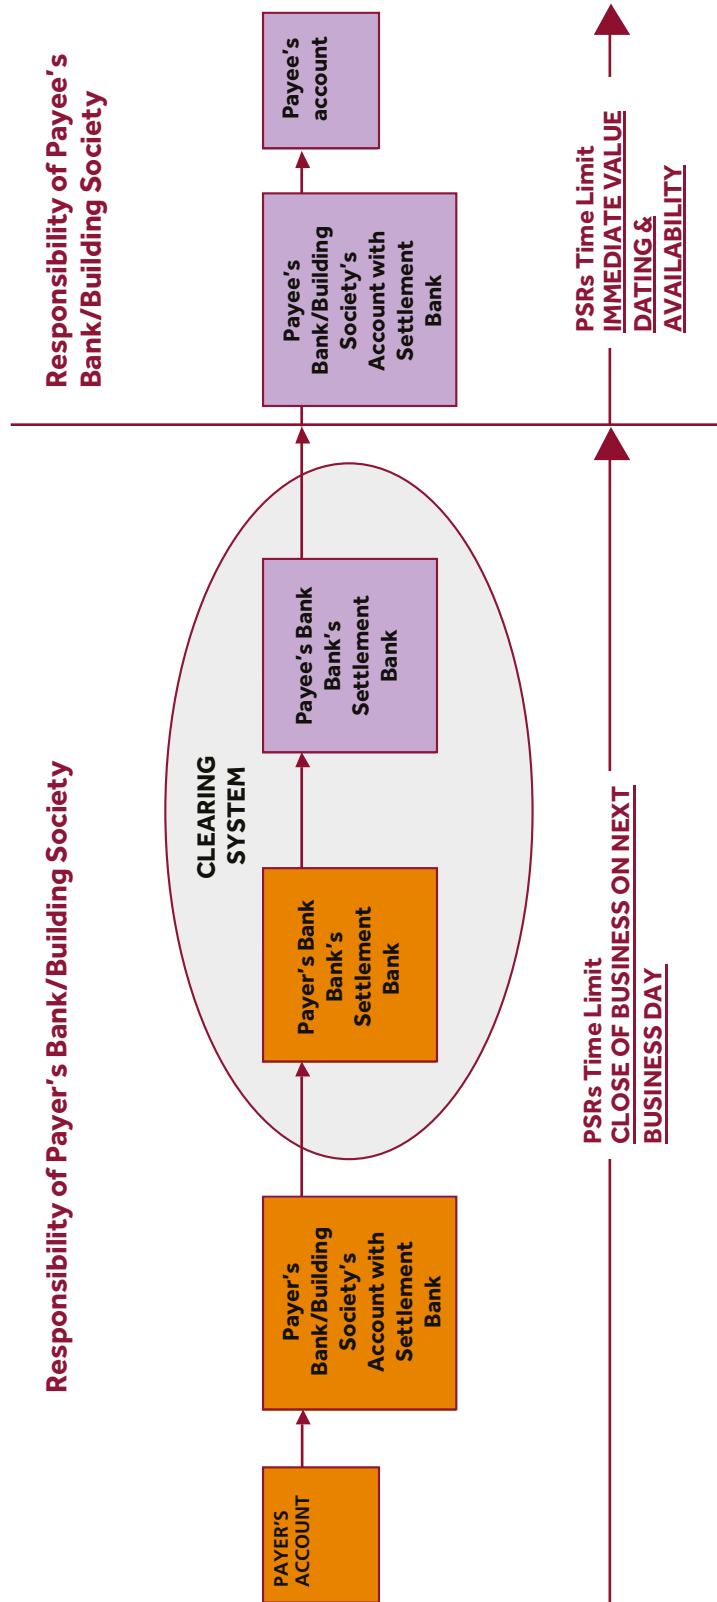 Responsibility of Payer's Bank/Building Society
Responsibility of Payee's
Bank/Building Society
CLEARING
SYSTEM
PAYER'S
ACCOUNT
Payer's
Bank/Building
Society's
Account with
Settlement
Bank
Payer's Bank
Bank's
Settlement
Bank
Payee's Bank
Bank's
Settlement
Bank
Payee's
Bank/Building
Society's
Account with
Settlement
Bank
Payee's
account
PSRs Time Limit
CLOSE OF BUSINESS ON NEXT
BUSINESS DAY
PSRs Time Limit
IMMEDIATE VALUE
DATING &
AVAILABILITY